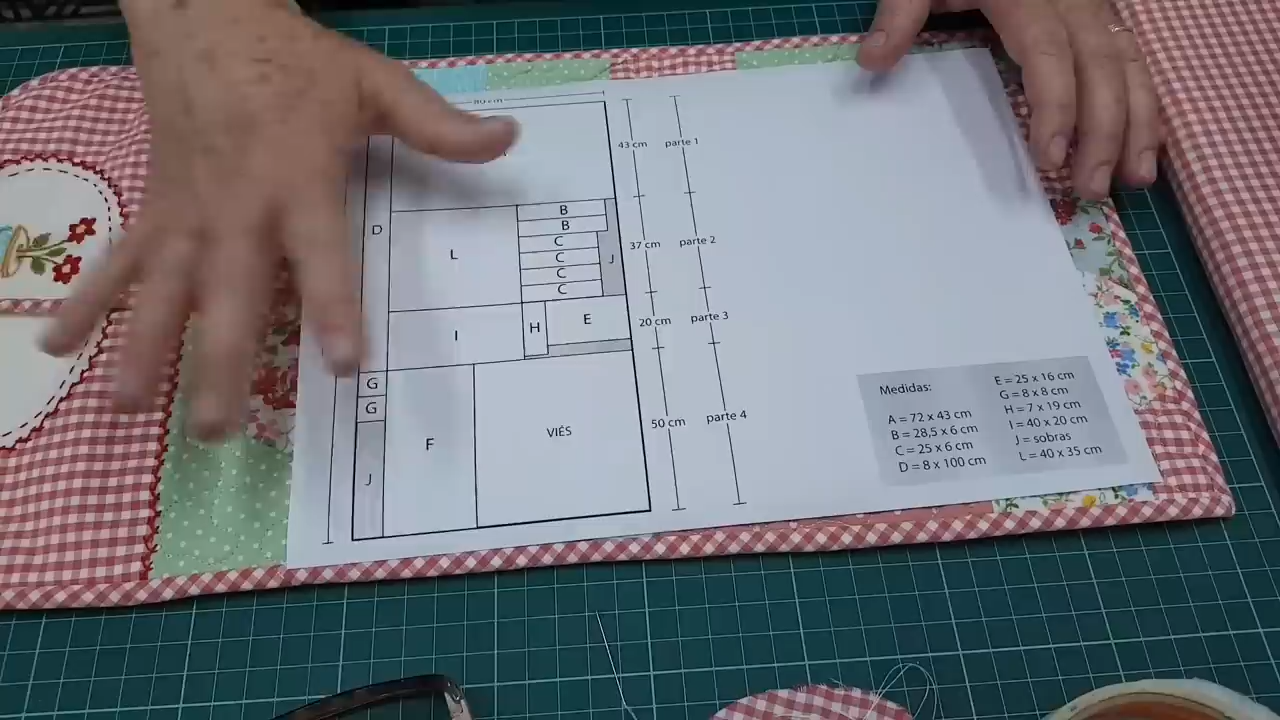 80 cm
43 cm
parte 1
D
B
B
C
C
C
C
J
L
37 cm
parte 2
I
H
E
20 cm
parte 3
G
G
J
F
VIÉS
50 cm
parte 4
Medidas:
A = 72 x 43 cm
B = 28,5 x 6 cm
C = 25 x 6 cm
D = 8 x 100 cm
E = 25 x 16 cm
G = 8 x 8 cm
H = 7 x 19 cm
I = 40 x 20 cm
J = sobras
L = 40 x 35 cm